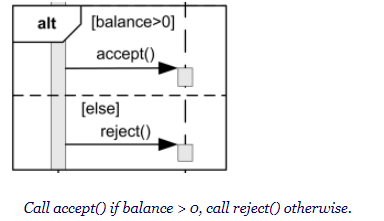 alt
[balance>0]
accept()
[else]
reject()
Call accept() if balance > 0, call reject() otherwise.